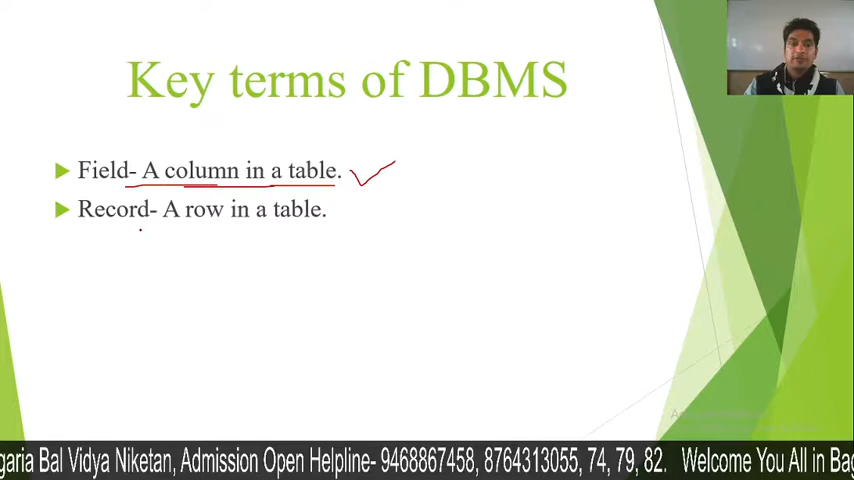 Key terms of DBMS
Field- A column in a table.
Record- A row in a table.
garia Bal Vidya Niketan, Admission Open Helpline- 9468867458, 8764313055, 74, 79, 82. Welcome You All in Bag